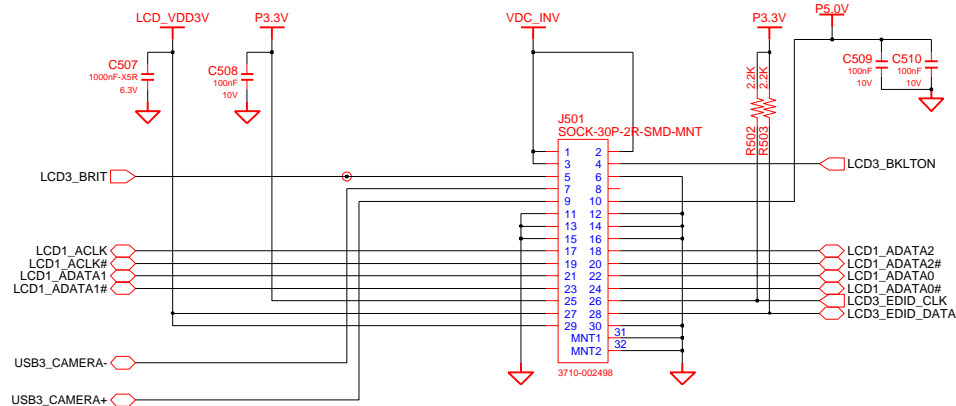 LCD_VDD3V
P3.3V
VDC_INV
P3.3V
P5.0V
C507
1000nF-X5R
6.3V
C508
100nF
10V
2.2K
2.2K
R502
R503
C509
100nF
10V
C510
100nF
10V
J501
SOCK-30P-2R-SMD-MNT
1 2
3 4 LCD3_BKLTON
LCD3_BRIT 5 6
7 8
9 10
11 12
13 14
15 16
LCD1_ACLK 17 18 LCD1_ADATA2
LCD1_ACLK# 19 20 LCD1_ADATA2#
LCD1_ADATA1 21 22 LCD1_ADATA0
LCD1_ADATA1# 23 24 LCD1_ADATA0#
25 26 LCD3_EDID_CLK
27 28 LCD3_EDID_DATA
29 30
MNT1 31
MNT2 32
USB3_CAMERA-
3710-002498
USB3_CAMERA+